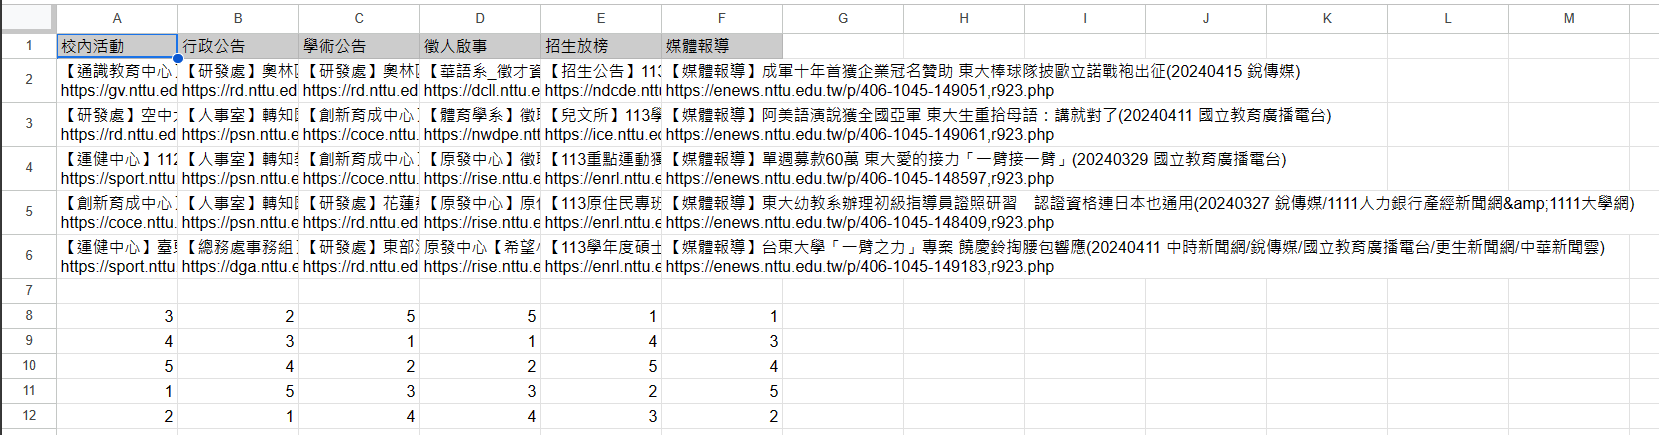 A B C D E F G H I J K L M
1 校內活動 行政公告 學術公告 徵人啟事 招生放榜 媒體報導
2 【通識教育中心】 【研發處】奧林匹 【研發處】奧林匹 【華語系_徵才資 【招生公告】113 【媒體報導】成軍十年首獲企業冠名贊助 東大棒球隊披歐立諾戰袍出征(20240415 銳傳媒)
https://gv.nttu.ed https://rd.nttu.ed https://rd.nttu.ed https://dcll.nttu.e https://ndcde.ntt https://enews.nttu.edu.tw/p/406-1045-149051,r923.php
3 【研發處】空中大 【人事室】轉知國 【創新育成中心】 【體育學系】徵聘 【兒文所】113學 【媒體報導】阿美語演說獲全國亞軍 東大生重拾母語：講就對了(20240411 國立教育廣播電台)
https://rd.nttu.ed https://psn.nttu.e https://coce.nttu. https://nwdpe.ntt https://ice.nttu.ed https://enews.nttu.edu.tw/p/406-1045-149061,r923.php
4 【運健中心】112 【人事室】轉知教 【創新育成中心】 【原發中心】徵聘 【113重點運動獲 【媒體報導】單週募款60萬 東大愛的接力「一臂接一臂」(20240329 國立教育廣播電台)
https://sport.nttu https://psn.nttu.e https://coce.nttu. https://rise.nttu.e https://enrl.nttu.e https://enews.nttu.edu.tw/p/406-1045-148597,r923.php
5 【創新育成中心】 【人事室】轉知國 【研發處】花蓮縣 【原發中心】原住 【113原住民專班 【媒體報導】東大幼教系辦理初級指導員證照研習　認證資格連日本也通用(20240327 銳傳媒/1111人力銀行產經新聞網&amp;1111大學網)
https://coce.nttu. https://psn.nttu.e https://rd.nttu.ed https://rise.nttu.e https://enrl.nttu.e https://enews.nttu.edu.tw/p/406-1045-148409,r923.php
6 【運健中心】臺東 【總務處事務組】 【研發處】東部 原發中心【希望 【113學年度碩士 【媒體報導】台東大學「一臂之力」專案 饒慶鈴掏腰包響應(20240411 中時新聞網/銳傳媒/國立教育廣播電台/更生新聞網/中華新聞雲)
https://sport.nttu https://dga.nttu.e https://rd.nttu.ed https://rise.nttu.e https://enrl.nttu.e https://enews.nttu.edu.tw/p/406-1045-149183,r923.php
7
8 3 2 5 5 1 1
9 4 3 1 1 4 3
10 5 4 2 2 5 4
11 1 5 3 3 2 5
12 2 1 4 4 3 2